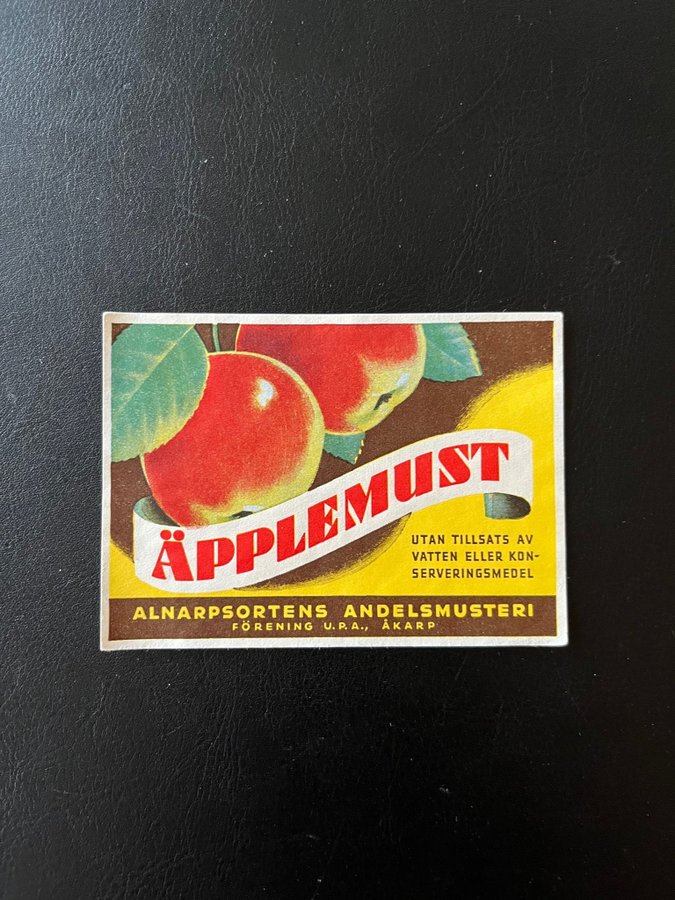 ÄPPLEMUST
UTAN TILLSATS AV
VATTEN ELLER KON-
SERVERINGSMEDEL
ALNARPSORTENS ANDELSMUSTERI
FÖRENING U.P.A., ÅKARP